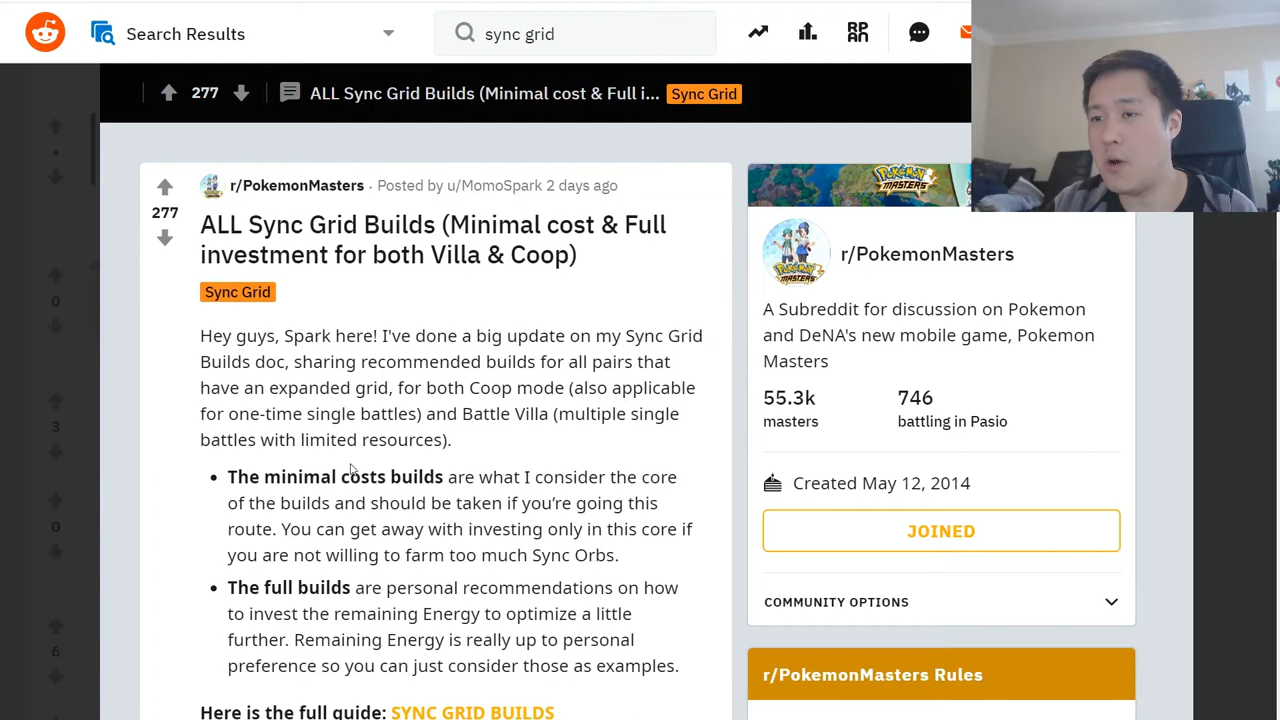 Search Results
sync grid
277
ALL Sync Grid Builds (Minimal cost & Full i...
Sync Grid
r/PokemonMasters · Posted by u/MomoSpark 2 days ago
277
ALL Sync Grid Builds (Minimal cost & Full
investment for both Villa & Coop)
Sync Grid
Hey guys, Spark here! I've done a big update on my Sync Grid
Builds doc, sharing recommended builds for all pairs that
have an expanded grid, for both Coop mode (also applicable
for one-time single battles) and Battle Villa (multiple single
battles with limited resources).
• The minimal costs builds are what I consider the core
of the builds and should be taken if you’re going this
route. You can get away with investing only in this core if
you are not willing to farm too much Sync Orbs.
• The full builds are personal recommendations on how
to invest the remaining Energy to optimize a little
further. Remaining Energy is really up to personal
preference so you can just consider those as examples.
Here is the full guide: SYNC GRID BUILDS
0
3
0
6
RPAN
POKÉMON MASTERS
r/PokemonMasters
A Subreddit for discussion on Pokemon
and DeNA's new mobile game, Pokemon
Masters
55.3k
746
masters
battling in Pasio
Created May 12, 2014
JOINED
COMMUNITY OPTIONS
r/PokemonMasters Rules